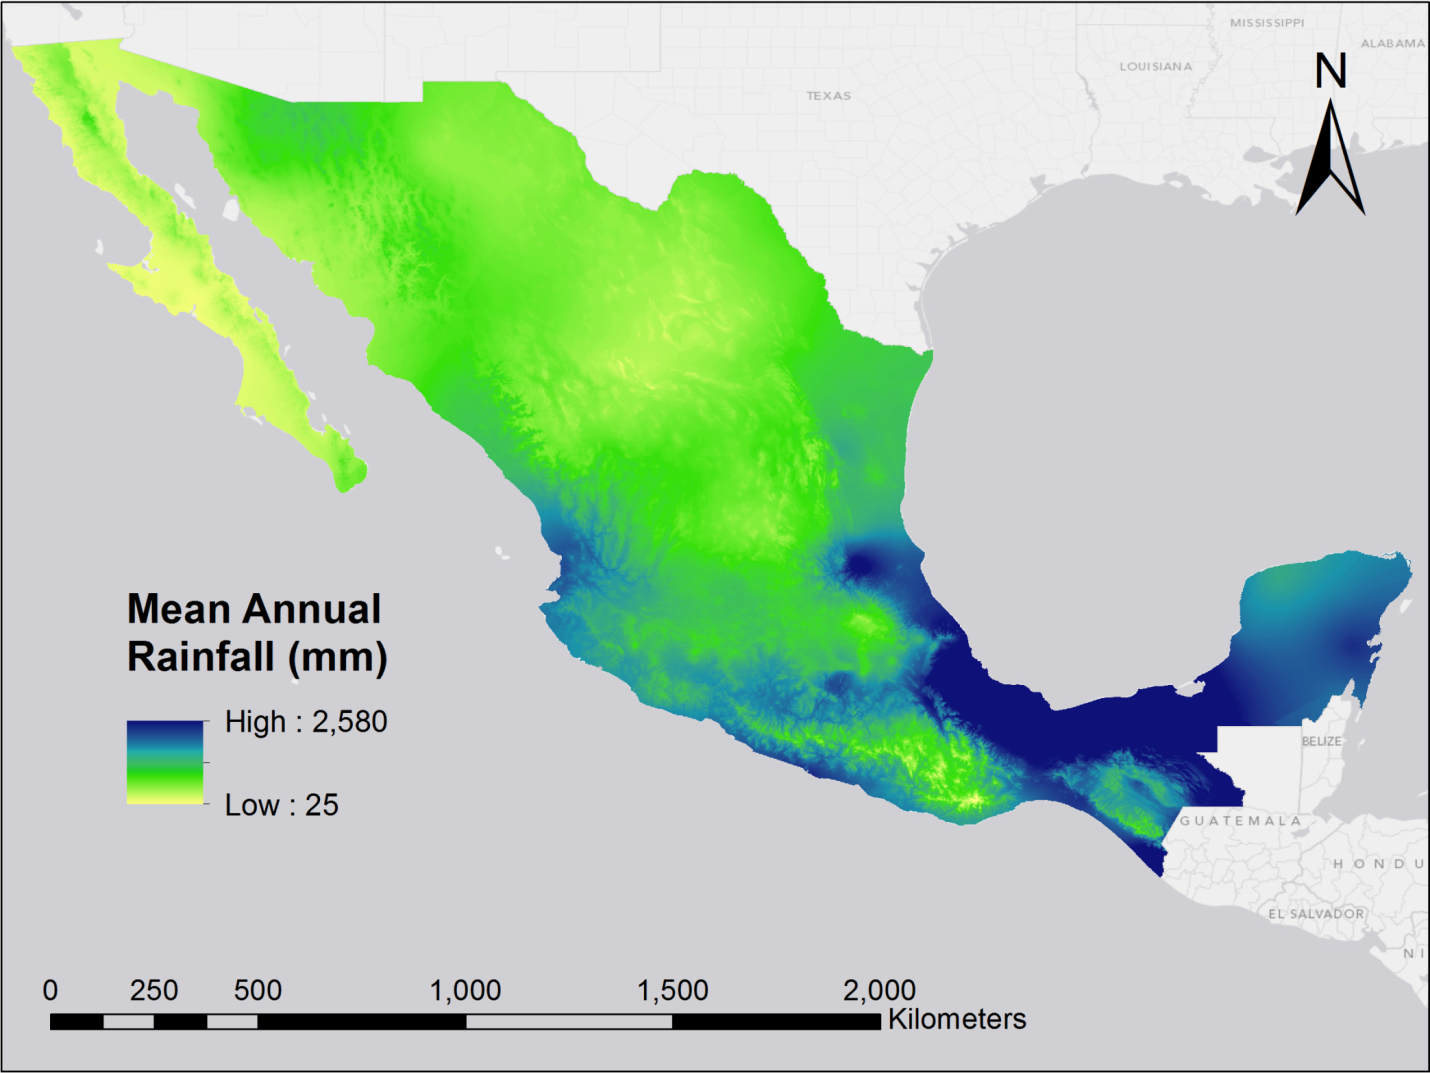 MISSISSIPPI
ALABAMA
LOUISIANA
TEXAS
N
Mean Annual
Rainfall (mm)
High : 2,580
Low : 25
BELIZE
GUATEMALA
HONDU
EL SALVADOR
NI
0 250 500 1,000 1,500 2,000
Kilometers